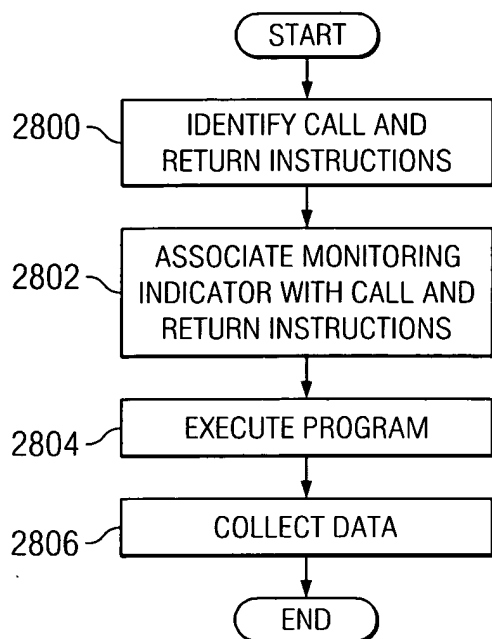 START
2800
IDENTIFY CALL AND
RETURN INSTRUCTIONS
2802
ASSOCIATE MONITORING
INDICATOR WITH CALL AND
RETURN INSTRUCTIONS
2804
EXECUTE PROGRAM
2806
COLLECT DATA
END